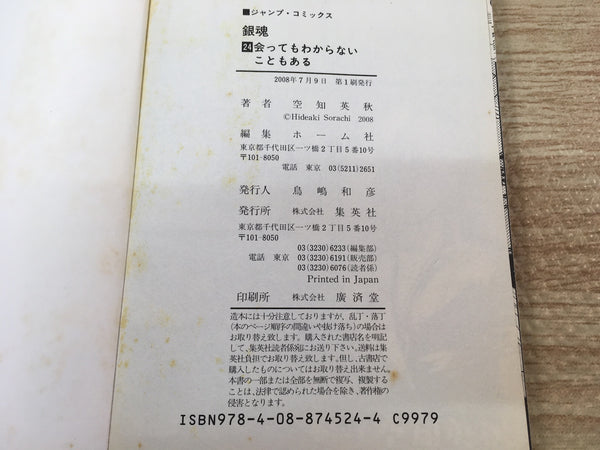 ■ジャンプ・コミックス
銀魂
24会ってもわからない
こともある
2008年7月9日 第1刷発行
著者 空知英秋
©Hideaki Sorachi 2008
編集 ホーム社
東京都千代田区一ツ橋2丁目5番10号
〒101-8050
電話 東京 03(5211)2651
発行人 鳥嶋和彦
発行所 株式会社 集英社
東京都千代田区一ツ橋2丁目5番10号
〒101-8050
03(3230)6233(編集部)
電話 東京 03(3230)6191(販売部)
03(3230)6076(読者係)
Printed in Japan
印刷所 株式会社 廣済堂
造本には十分注意しておりますが、乱丁・落丁
(本のページ順序の間違いや抜け落ち)の場合は
お取り替え致します。購入された書店名を明記
して、集英社読者係宛にお送り下さい。送料は集
英社負担でお取り替え致します。但し、古書店で
購入したものについてはお取り替え出来ません。
本書の一部または全部を無断で複写、複製する
ことは、法律で認められた場合を除き、著作権の
侵害となります。
ISBN978-4-08-874524-4 C9979